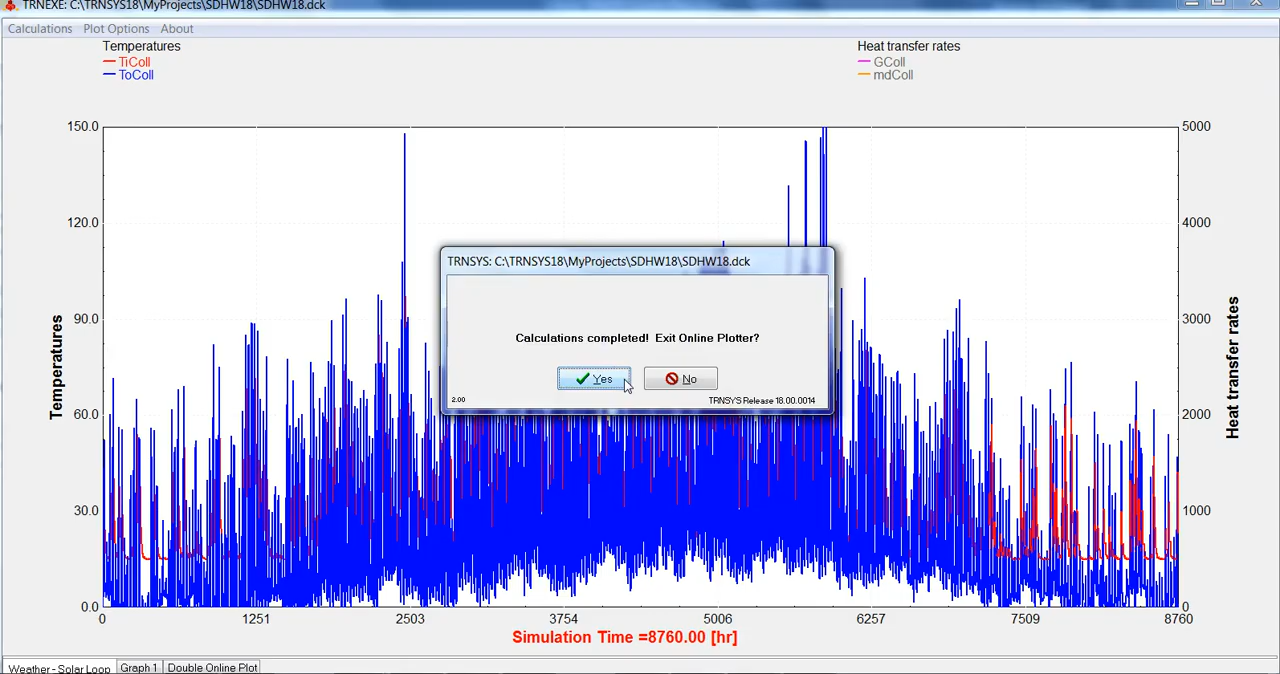 TRNEXE: C:\TRNSYS18\MyProjects\SDHW18\SDHW18.dck
Calculations Plot Options About
Temperatures
TiColl
ToColl
Heat transfer rates
GColl
mdColl
150.0
120.0
90.0
60.0
30.0
0.0
Temperatures
5000
4000
3000
2000
1000
0
Heat transfer rates
TRNSYS: C:\TRNSYS18\MyProjects\SDHW18\SDHW18.dck
Calculations completed! Exit Online Plotter?
Yes No
2.00 TRNSYS Release 18.00.0014
0 1251 2503 3754 5006 6257 7509 8760
Simulation Time =8760.00 [hr]
Weather - Solar Loop Graph 1 Double Online Plot